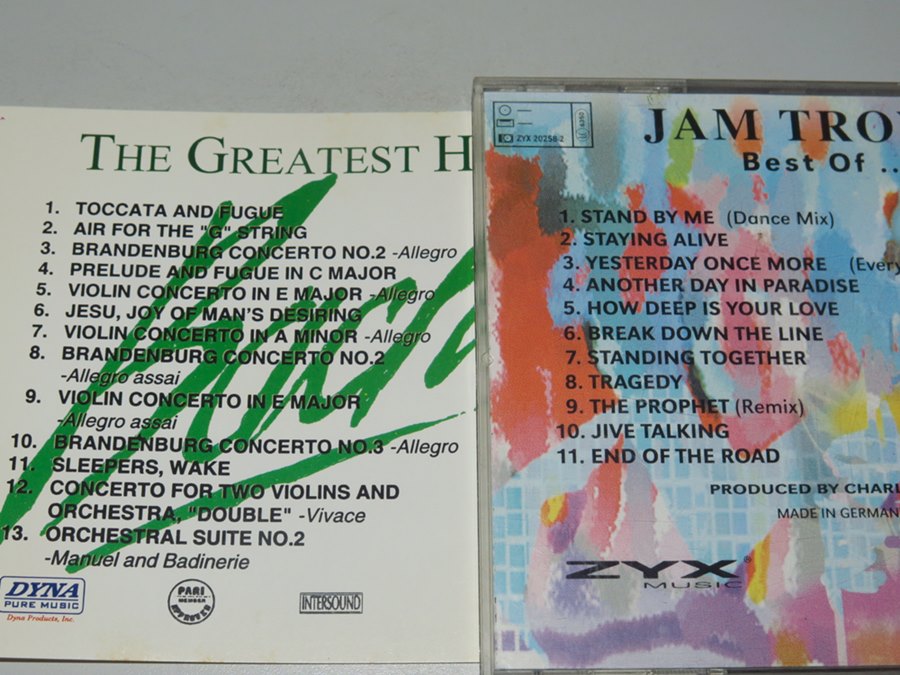 THE GREATEST H
1. TOCCATA AND FUGUE
2. AIR FOR THE "G" STRING
3. BRANDENBURG CONCERTO NO.2 -Allegro
4. PRELUDE AND FUGUE IN C MAJOR
5. VIOLIN CONCERTO IN E MAJOR -Allegro
6. JESU, JOY OF MAN'S DESIRING
7. VIOLIN CONCERTO IN A MINOR -Allegro
8. BRANDENBURG CONCERTO NO.2
-Allegro assai
9. VIOLIN CONCERTO IN E MAJOR
-Allegro assai
10. BRANDENBURG CONCERTO NO.3 -Allegro
11. SLEEPERS, WAKE
12. CONCERTO FOR TWO VIOLINS AND
ORCHESTRA, "DOUBLE" -Vivace
13. ORCHESTRAL SUITE NO.2
-Manuel and Badinerie
DYNA
PURE MUSIC
Dyna Products, Inc.
PARI
MEMBER
APPROVED
INTERSOUND
ZYX 20258-2
JAM TRO
Best Of ..
1. STAND BY ME (Dance Mix)
2. STAYING ALIVE
3. YESTERDAY ONCE MORE (Every
4. ANOTHER DAY IN PARADISE
5. HOW DEEP IS YOUR LOVE
6. BREAK DOWN THE LINE
7. STANDING TOGETHER
8. TRAGEDY
9. THE PROPHET (Remix)
10. JIVE TALKING
11. END OF THE ROAD
PRODUCED BY CHARL
MADE IN GERMAN
ZYX®
MUSIC